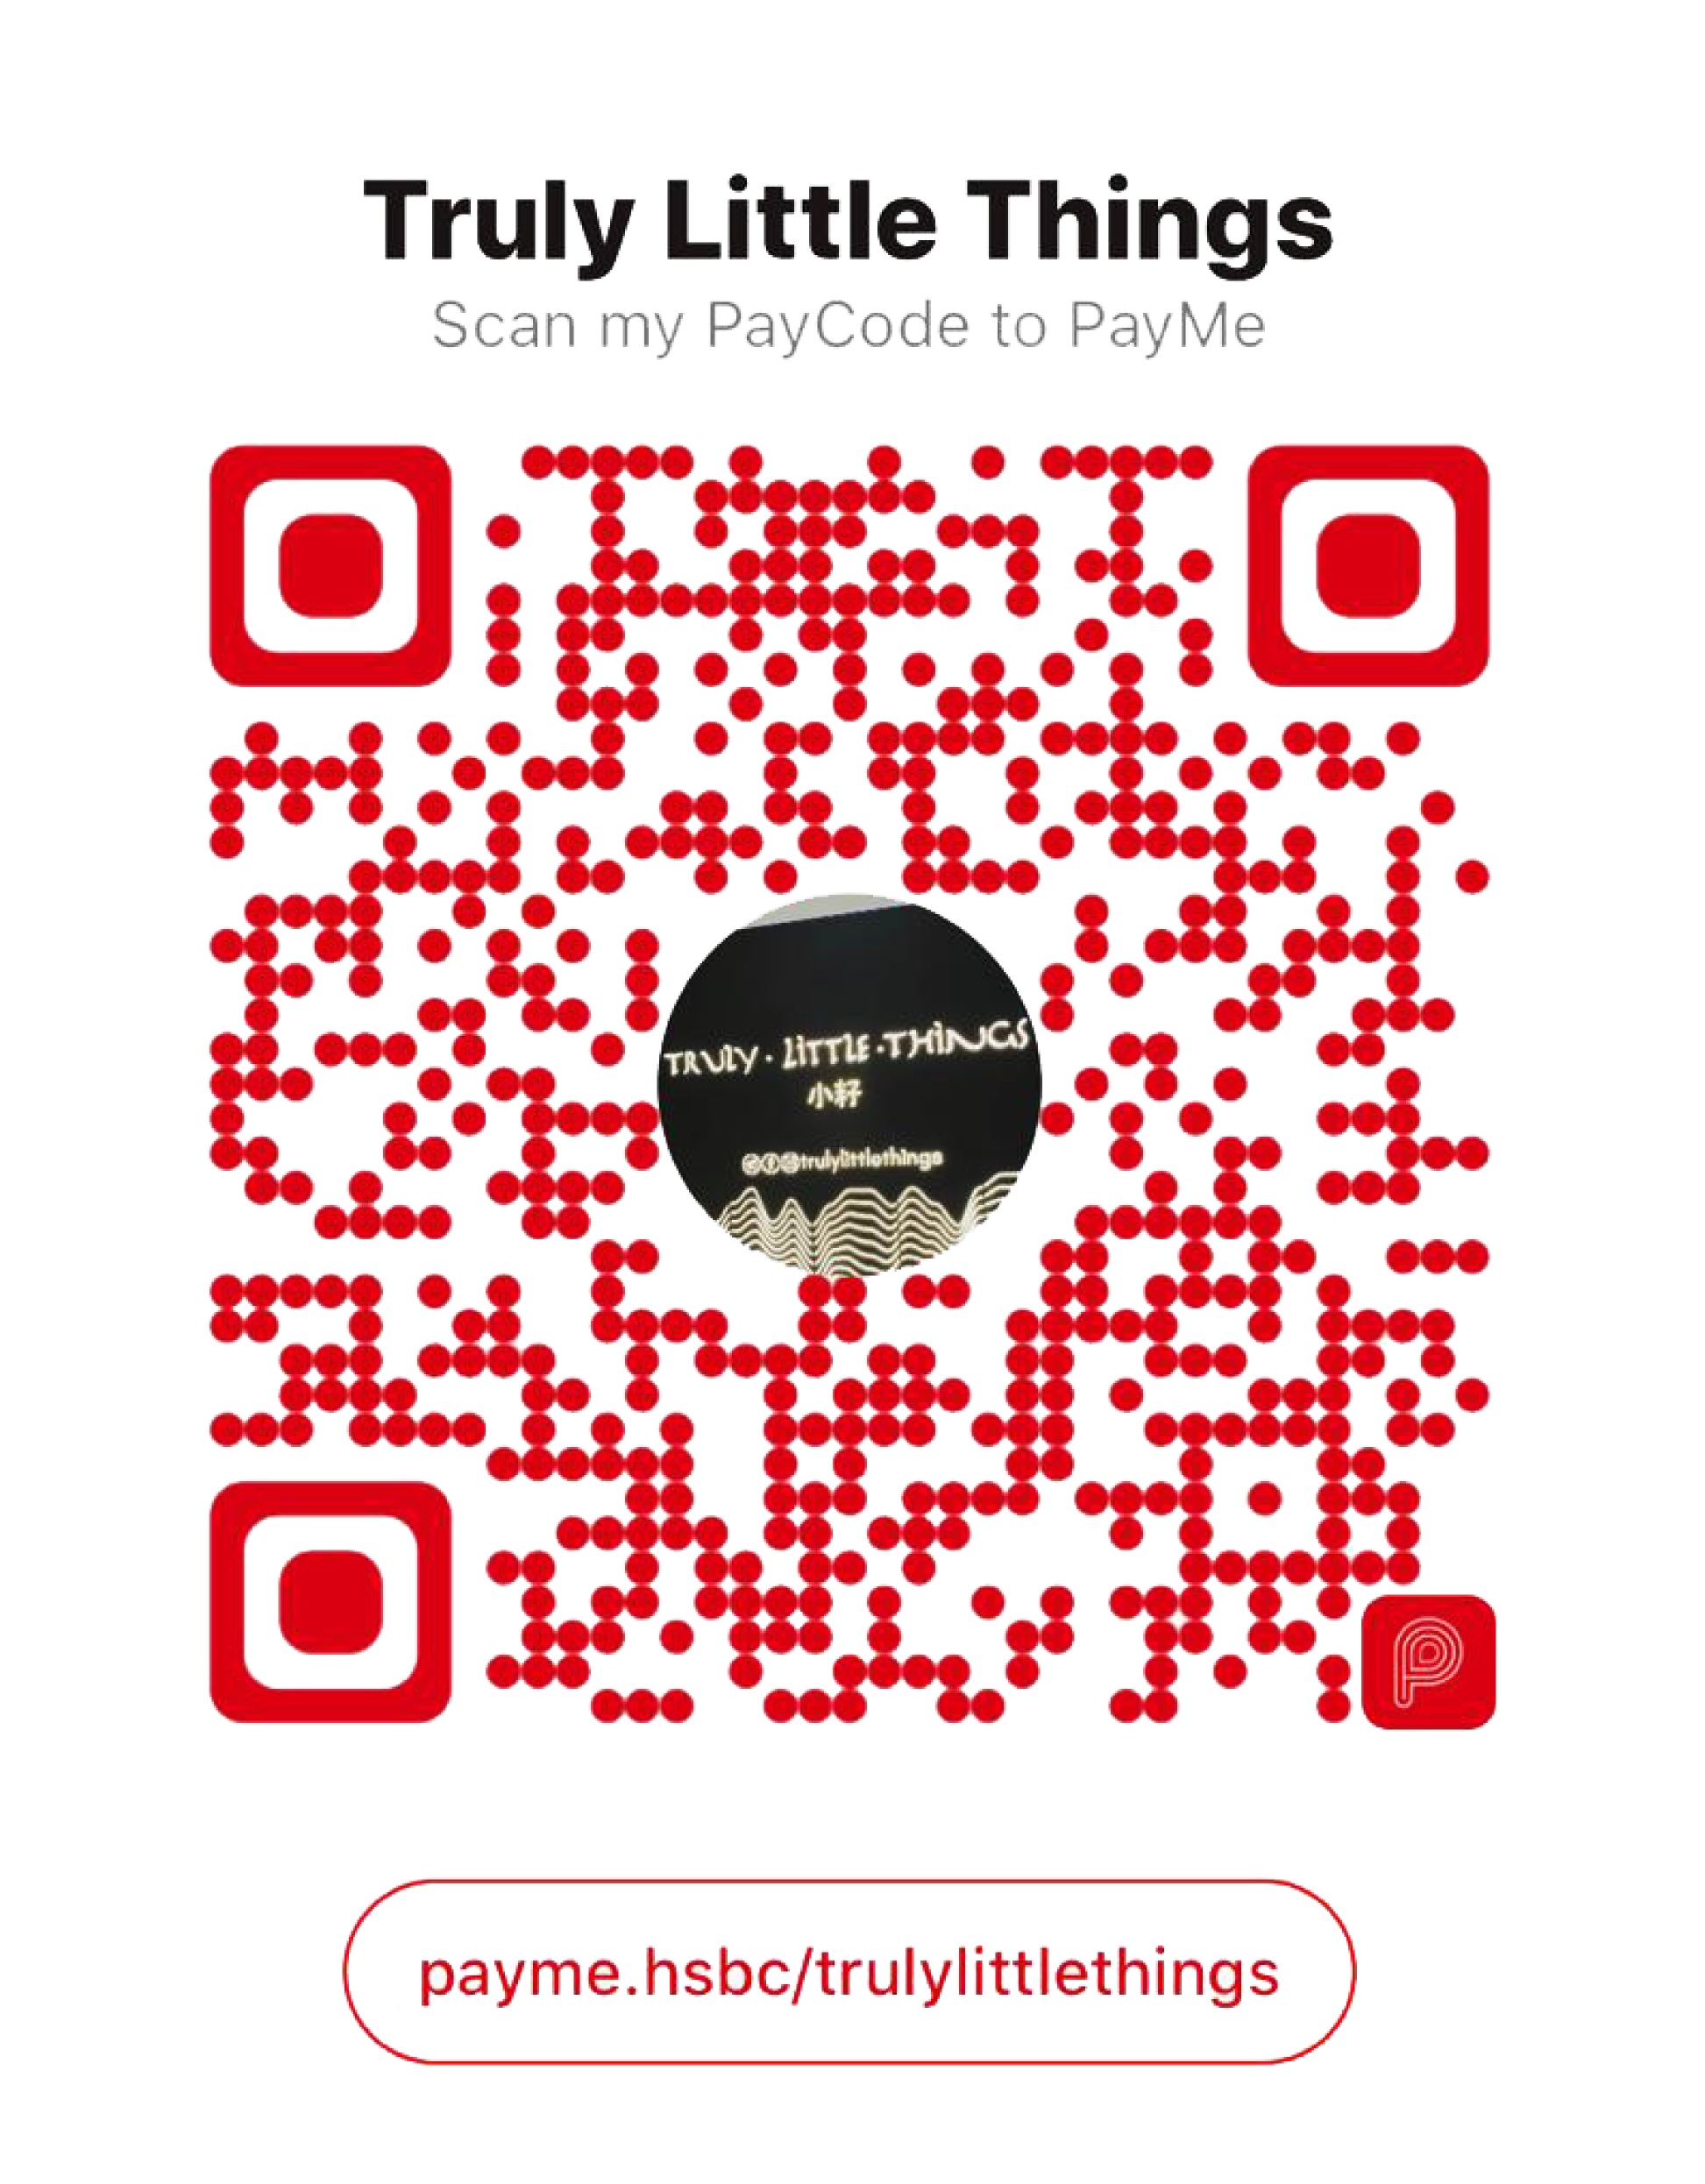 Truly Little Things
Scan my PayCode to PayMe
TRULY · LiTTLE · THiNGS
小籽
@trulylittlethings
payme.hsbc/trulylittlethings